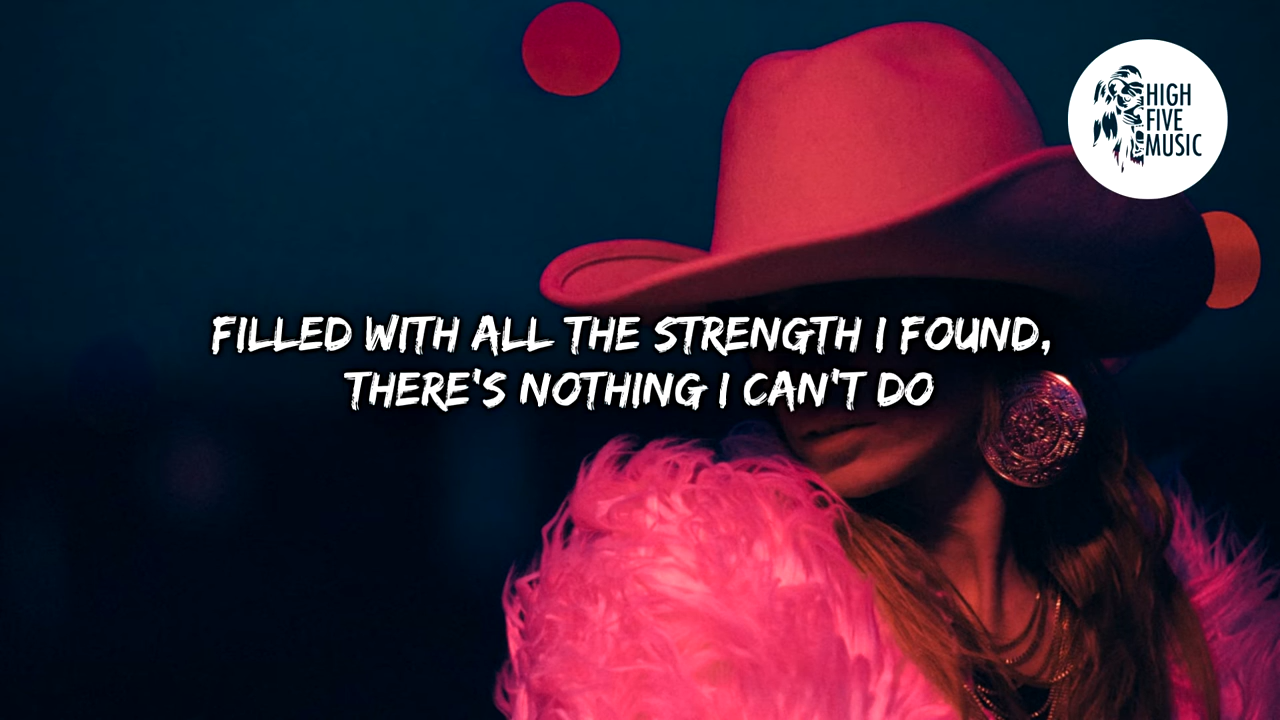 HIGH
FIVE
MUSIC
FILLED WITH ALL THE STRENGTH I FOUND,
THERE'S NOTHING I CAN'T DO